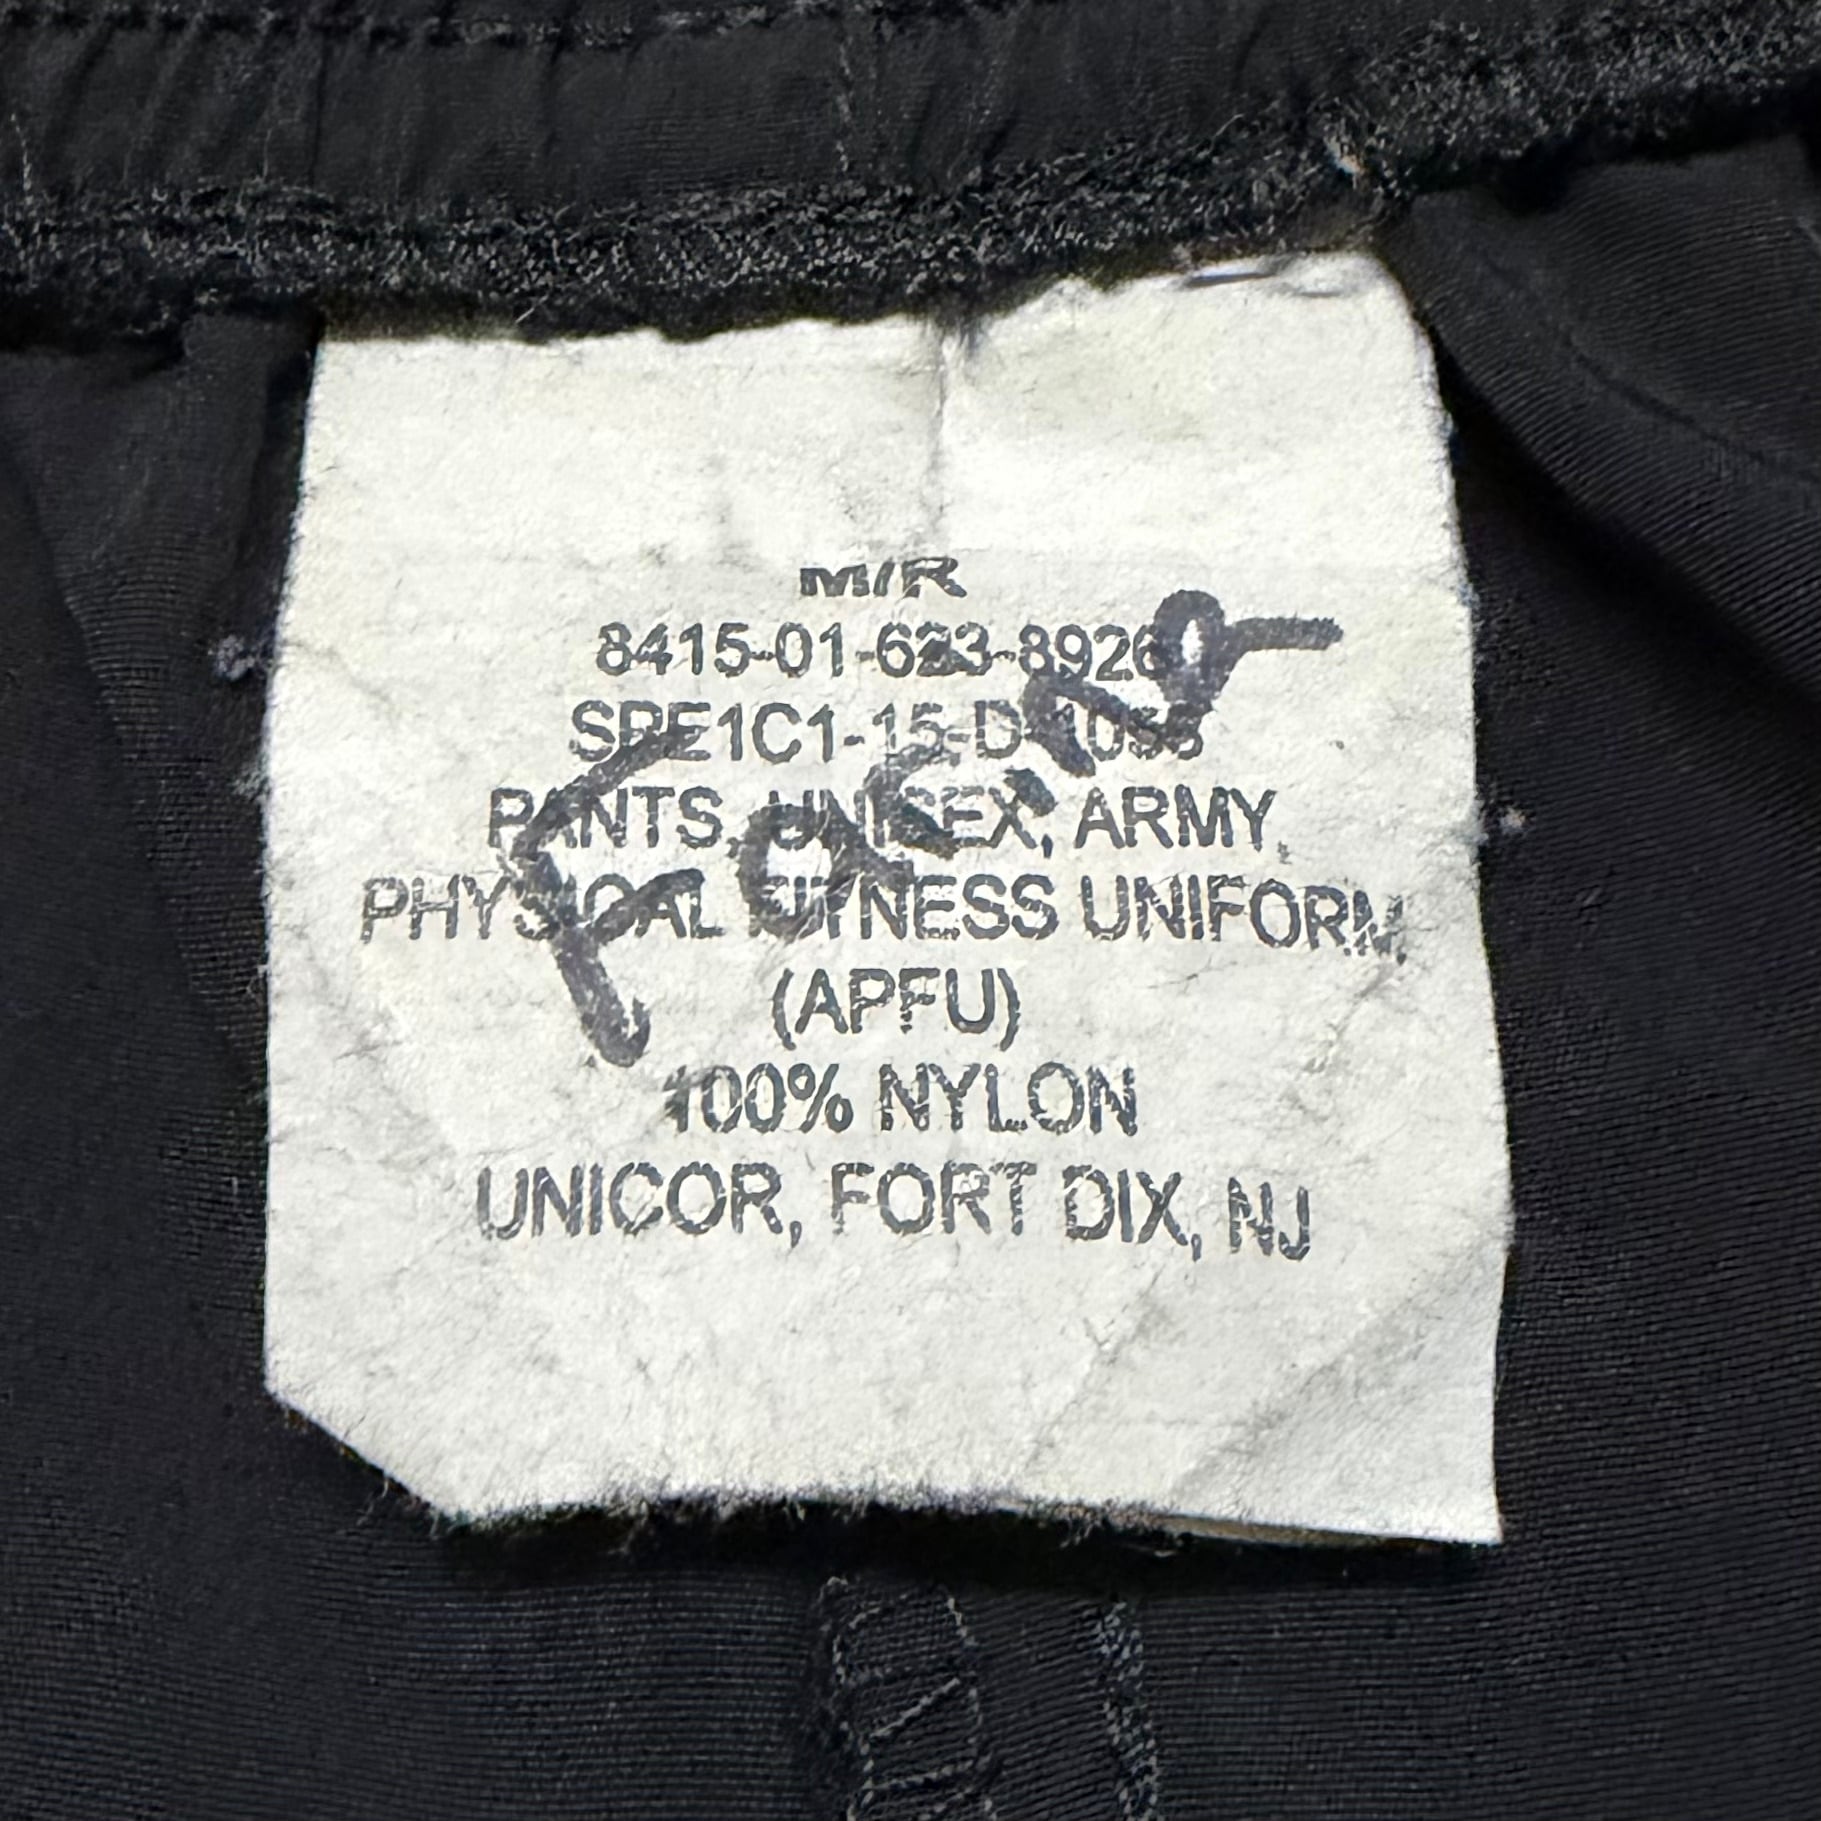 M/R
8415-01-623-8926
SPE1C1-15-D-1053
PANTS, UNISEX, ARMY,
PHYSICAL FITNESS UNIFORM,
(APFU)
100% NYLON
UNICOR, FORT DIX, NJ